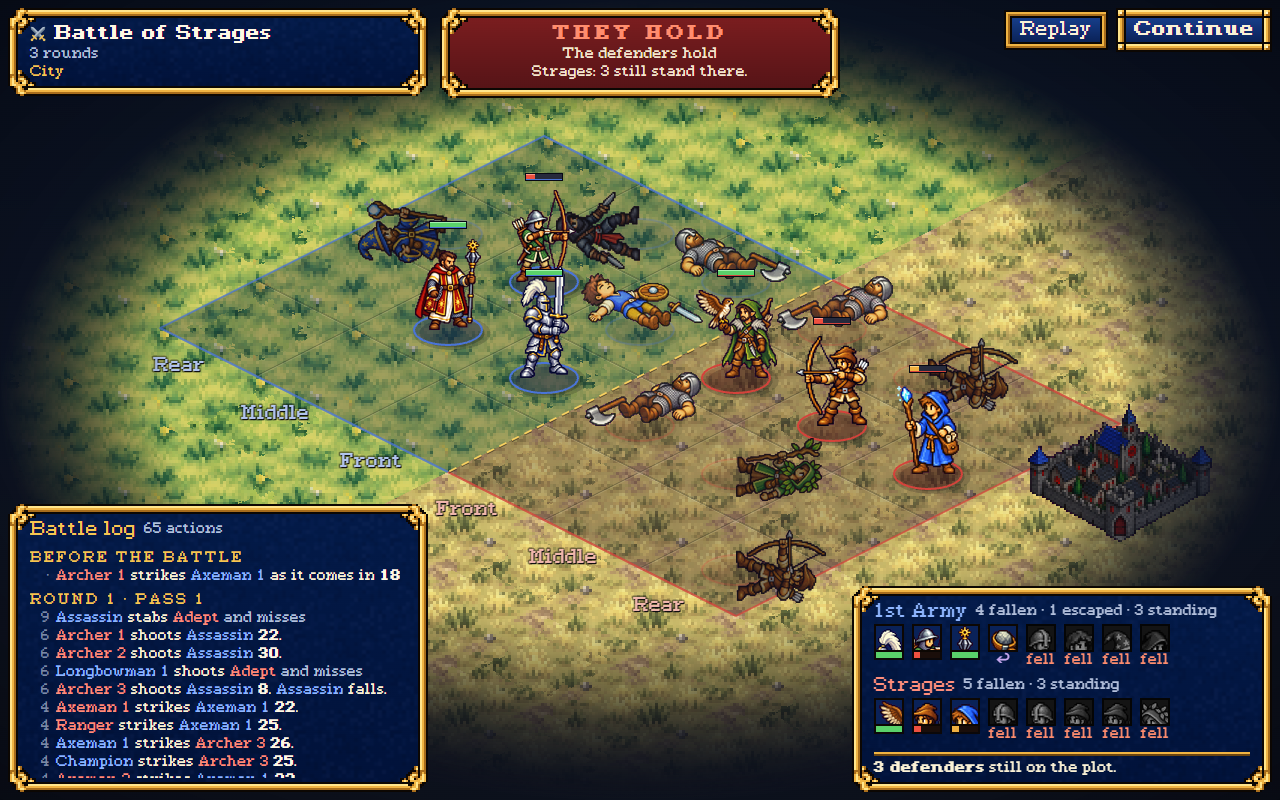 Battle of Strages
3 rounds
City
THEY HOLD
The defenders hold
Strages: 3 still stand there.
Replay
Continue
Rear
Middle
Front
Front
Middle
Rear
Battle log 65 actions
BEFORE THE BATTLE
· Archer 1 strikes Axeman 1 as it comes in 18
ROUND 1 · PASS 1
9 Assassin stabs Adept and misses
6 Archer 1 shoots Assassin 22.
6 Archer 2 shoots Assassin 30.
6 Longbowman 1 shoots Adept and misses
6 Archer 3 shoots Assassin 8. Assassin falls.
4 Axeman 1 strikes Axeman 1 22.
4 Ranger strikes Axeman 1 25.
4 Axeman 1 strikes Archer 3 26.
4 Champion strikes Archer 3 25.
1st Army 4 fallen · 1 escaped · 3 standing
fell fell fell fell
Strages 5 fallen · 3 standing
fell fell fell fell fell
3 defenders still on the plot.